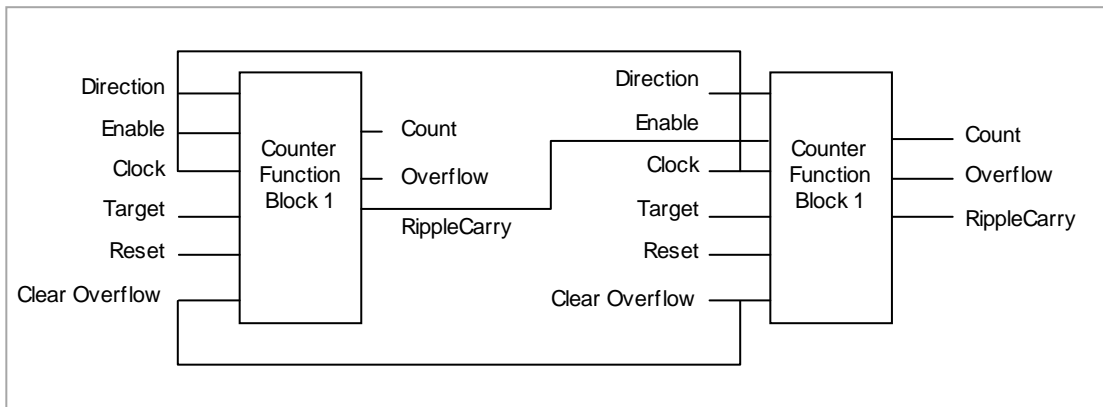 Direction
Enable
Clock
Target
Reset
Clear Overflow
Counter
Function
Block 1
Count
Overflow
RippleCarry
Direction
Enable
Clock
Target
Reset
Clear Overflow
Counter
Function
Block 1
Count
Overflow
RippleCarry